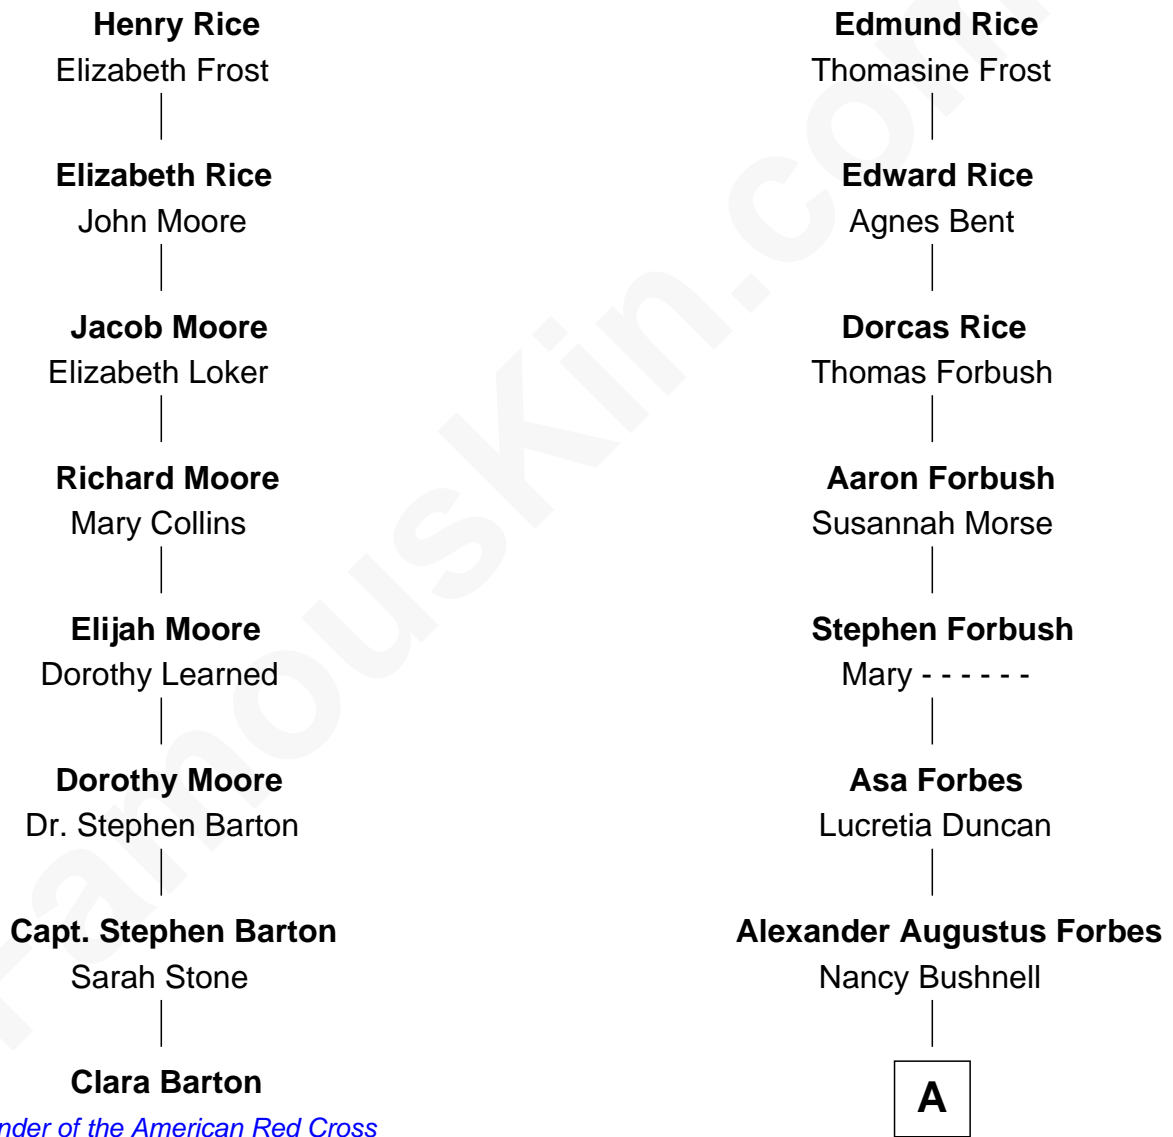 Henry Rice
Elizabeth Frost
Elizabeth Rice
John Moore
Jacob Moore
Elizabeth Loker
Richard Moore
Mary Collins
Elijah Moore
Dorothy Learned
Dorothy Moore
Dr. Stephen Barton
Capt. Stephen Barton
Sarah Stone
Clara Barton
nder of the American Red Cross
Edmund Rice
Thomasine Frost
Edward Rice
Agnes Bent
Dorcas Rice
Thomas Forbush
Aaron Forbush
Susannah Morse
Stephen Forbush
Mary - - - - - -
Asa Forbes
Lucretia Duncan
Alexander Augustus Forbes
Nancy Bushnell
A
FamousKin.com